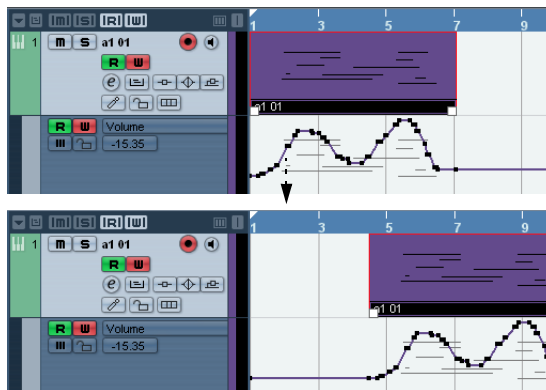 [M] [S] [R] [W] 1 3 5 7 9
1 m S a1 01
R W
e
a1 01
R W Volume
-15.35
[M] [S] [R] [W] 1 3 5 7 9
1 m S a1 01
R W
e
a1 01
R W Volume
-15.35